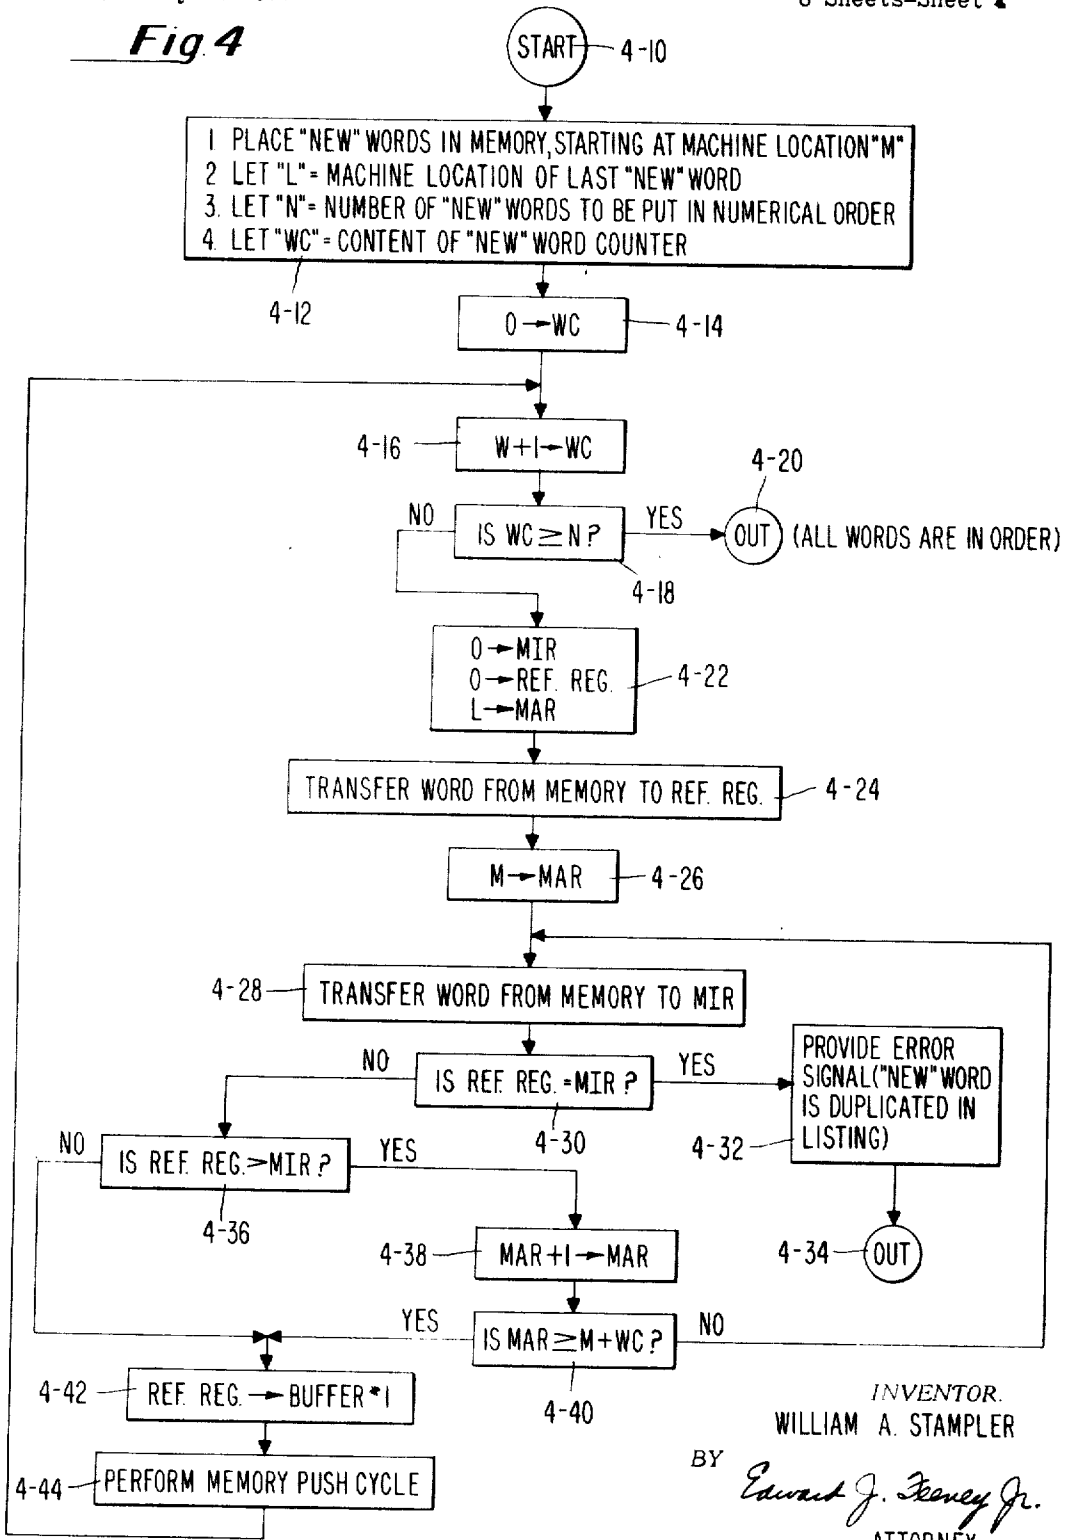 8 Sheets-Sheet
Fig. 4
START
4-10
1 PLACE "NEW" WORDS IN MEMORY, STARTING AT MACHINE LOCATION "M"
2 LET "L" = MACHINE LOCATION OF LAST "NEW" WORD
3. LET "N" = NUMBER OF "NEW" WORDS TO BE PUT IN NUMERICAL ORDER
4. LET "WC" = CONTENT OF "NEW" WORD COUNTER
4-12
0→WC
4-14
4-16
W+1→WC
4-20
NO
IS WC ≥ N ?
YES
OUT
(ALL WORDS ARE IN ORDER)
4-18
0→MIR
0→REF. REG.
L→MAR
4-22
TRANSFER WORD FROM MEMORY TO REF. REG.
4-24
M→MAR
4-26
4-28
TRANSFER WORD FROM MEMORY TO MIR
NO
IS REF. REG. = MIR ?
YES
4-30
PROVIDE ERROR
SIGNAL ("NEW" WORD
IS DUPLICATED IN
LISTING)
4-32
NO
IS REF. REG. > MIR ?
YES
4-36
4-38
MAR+1→MAR
4-34
OUT
YES
IS MAR ≥ M+WC ?
NO
4-40
4-42
REF. REG. → BUFFER #1
4-44
PERFORM MEMORY PUSH CYCLE
INVENTOR.
WILLIAM A. STAMPLER
BY
Edward J. Feeney Jr.
ATTORNEY